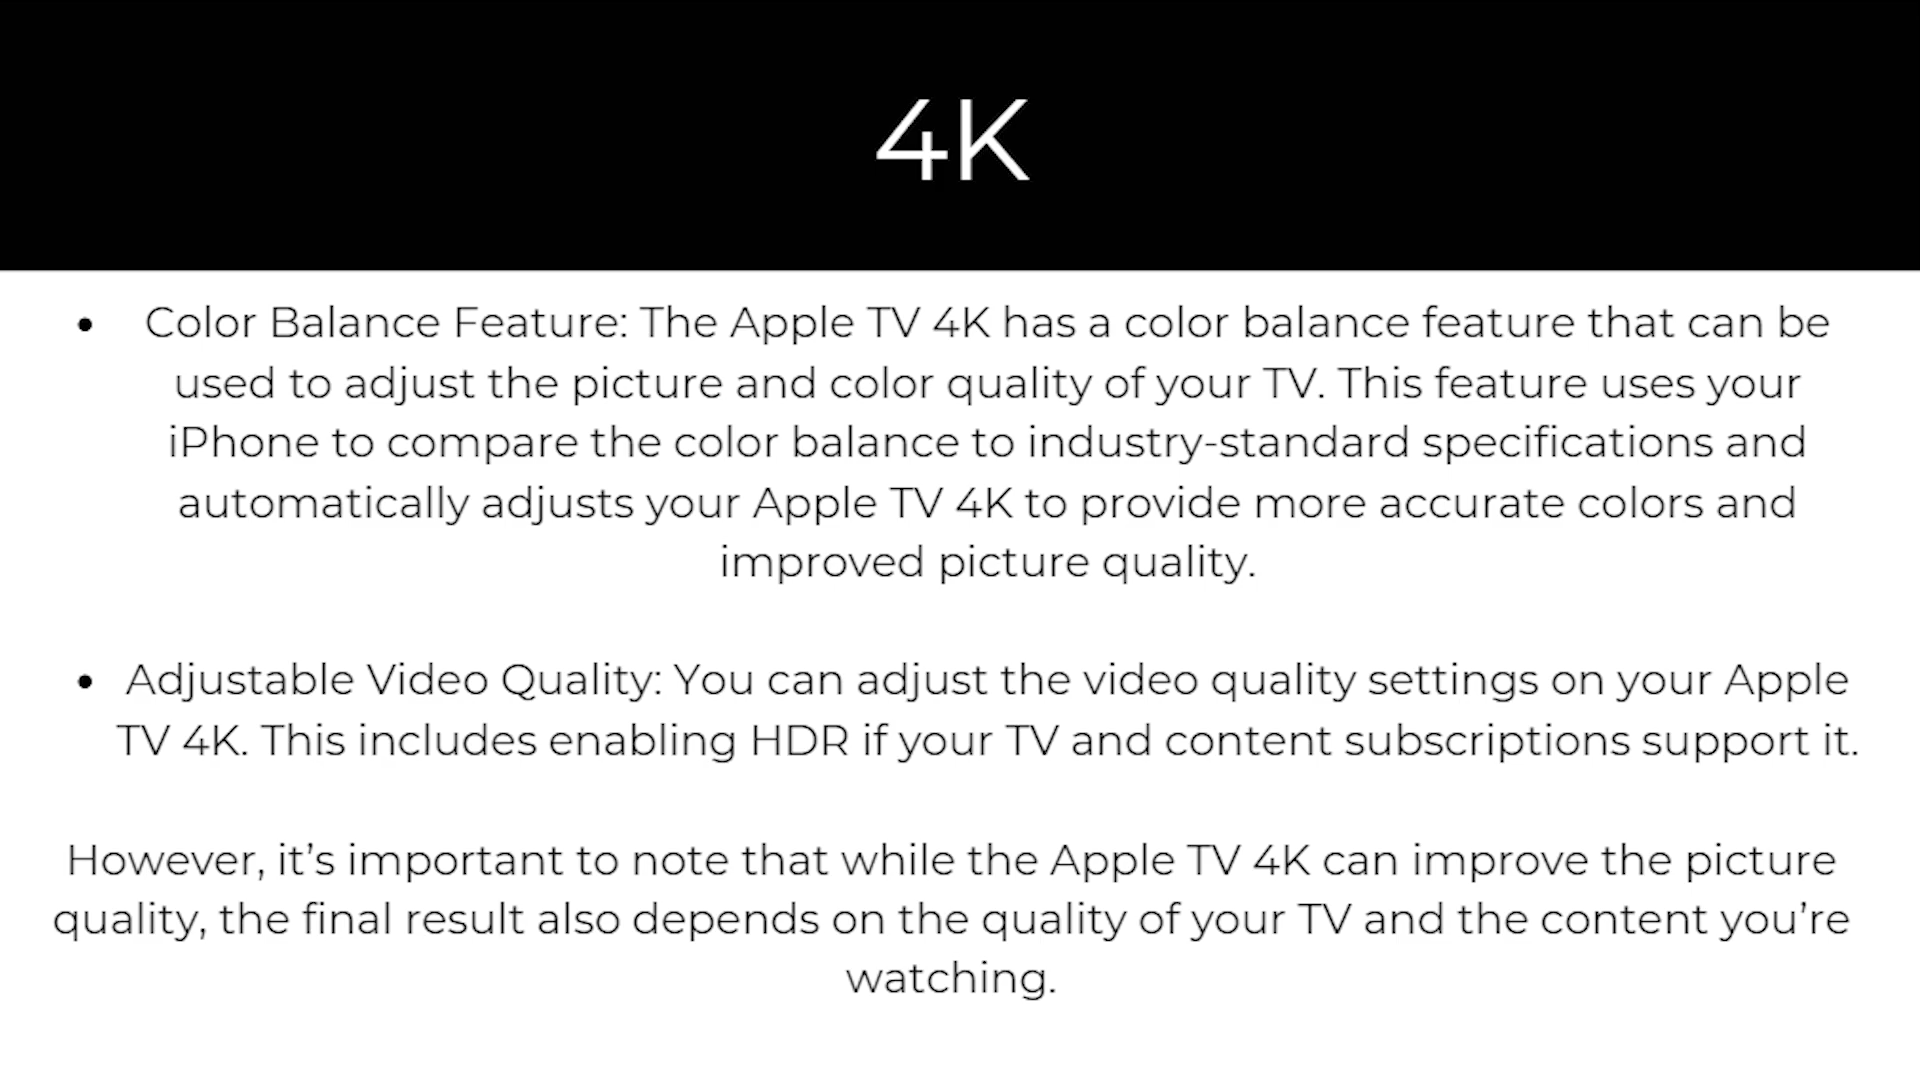 4K
• Color Balance Feature: The Apple TV 4K has a color balance feature that can be
used to adjust the picture and color quality of your TV. This feature uses your
iPhone to compare the color balance to industry-standard specifications and
automatically adjusts your Apple TV 4K to provide more accurate colors and
improved picture quality.
• Adjustable Video Quality: You can adjust the video quality settings on your Apple
TV 4K. This includes enabling HDR if your TV and content subscriptions support it.
However, it’s important to note that while the Apple TV 4K can improve the picture
quality, the final result also depends on the quality of your TV and the content you’re
watching.